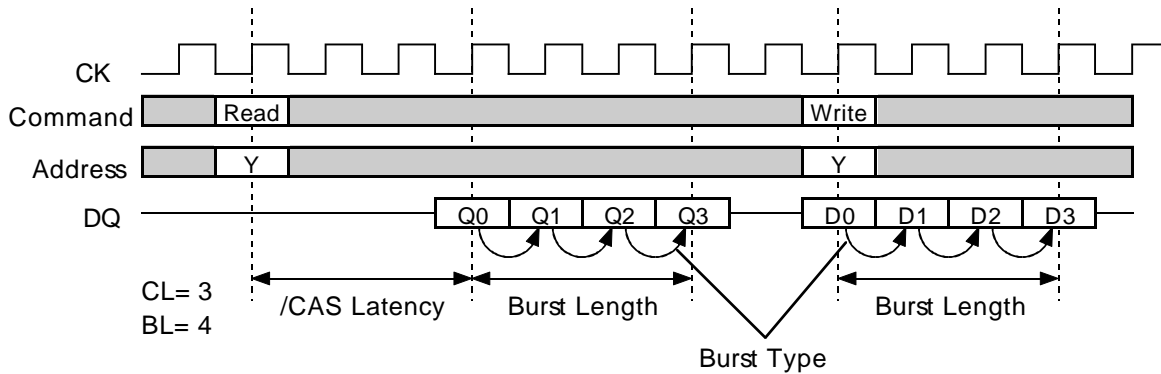 CK
Command Read Write
Address Y Y
DQ Q0 Q1 Q2 Q3 D0 D1 D2 D3
CL= 3 /CAS Latency Burst Length Burst Length
BL= 4
Burst Type